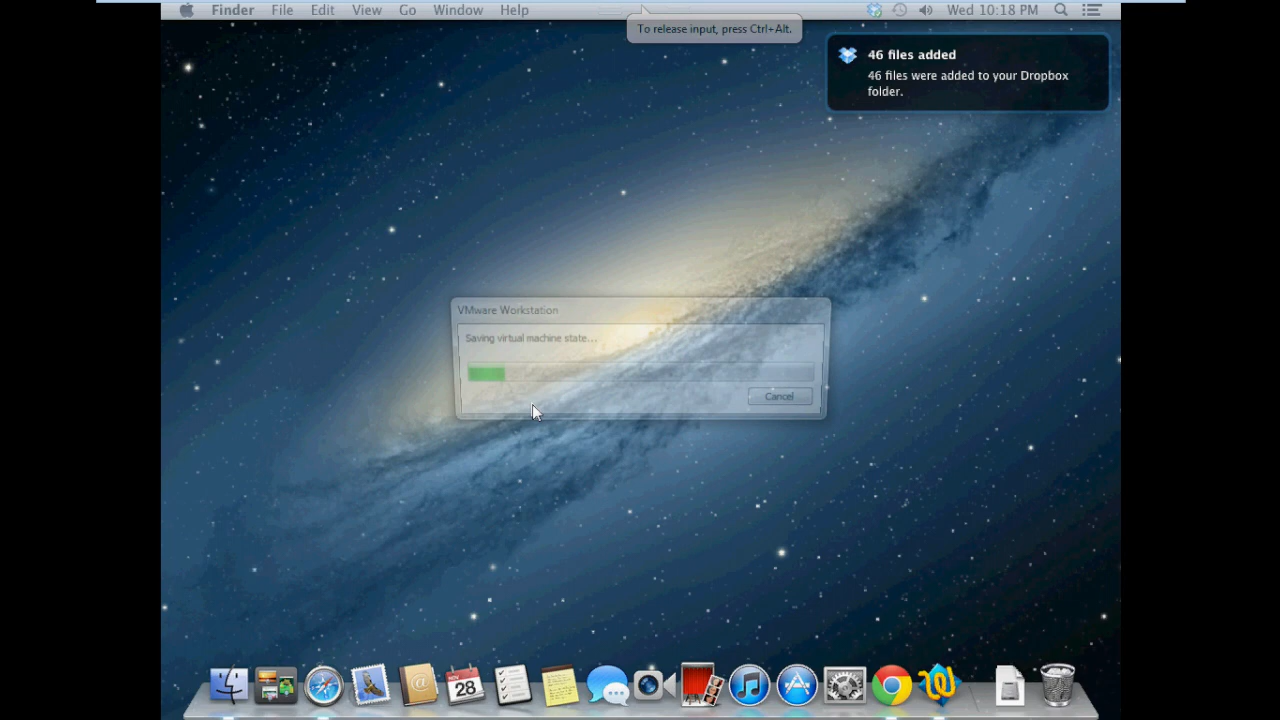 Finder File Edit View Go Window Help Wed 10:18 PM
To release input, press Ctrl+Alt.
46 files added
46 files were added to your Dropbox
folder.
VMware Workstation
Saving virtual machine state...
Cancel
NOV
28